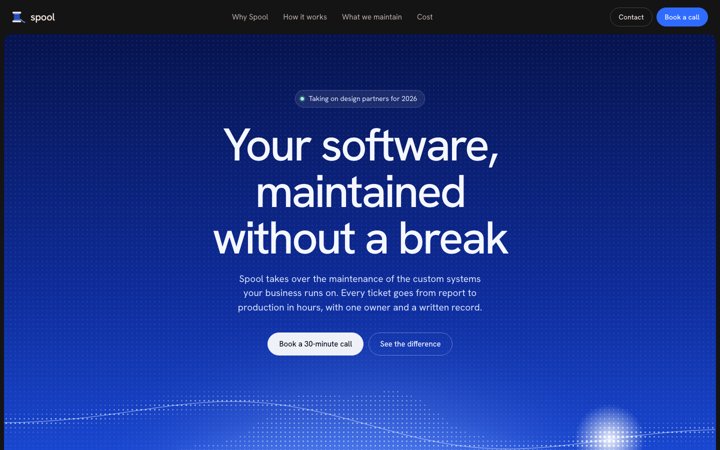 spool
Why Spool
How it works
What we maintain
Cost
Contact
Book a call
Taking on design partners for 2026
Your software,
maintained
without a break
Spool takes over the maintenance of the custom systems
your business runs on. Every ticket goes from report to
production in hours, with one owner and a written record.
Book a 30-minute call
See the difference